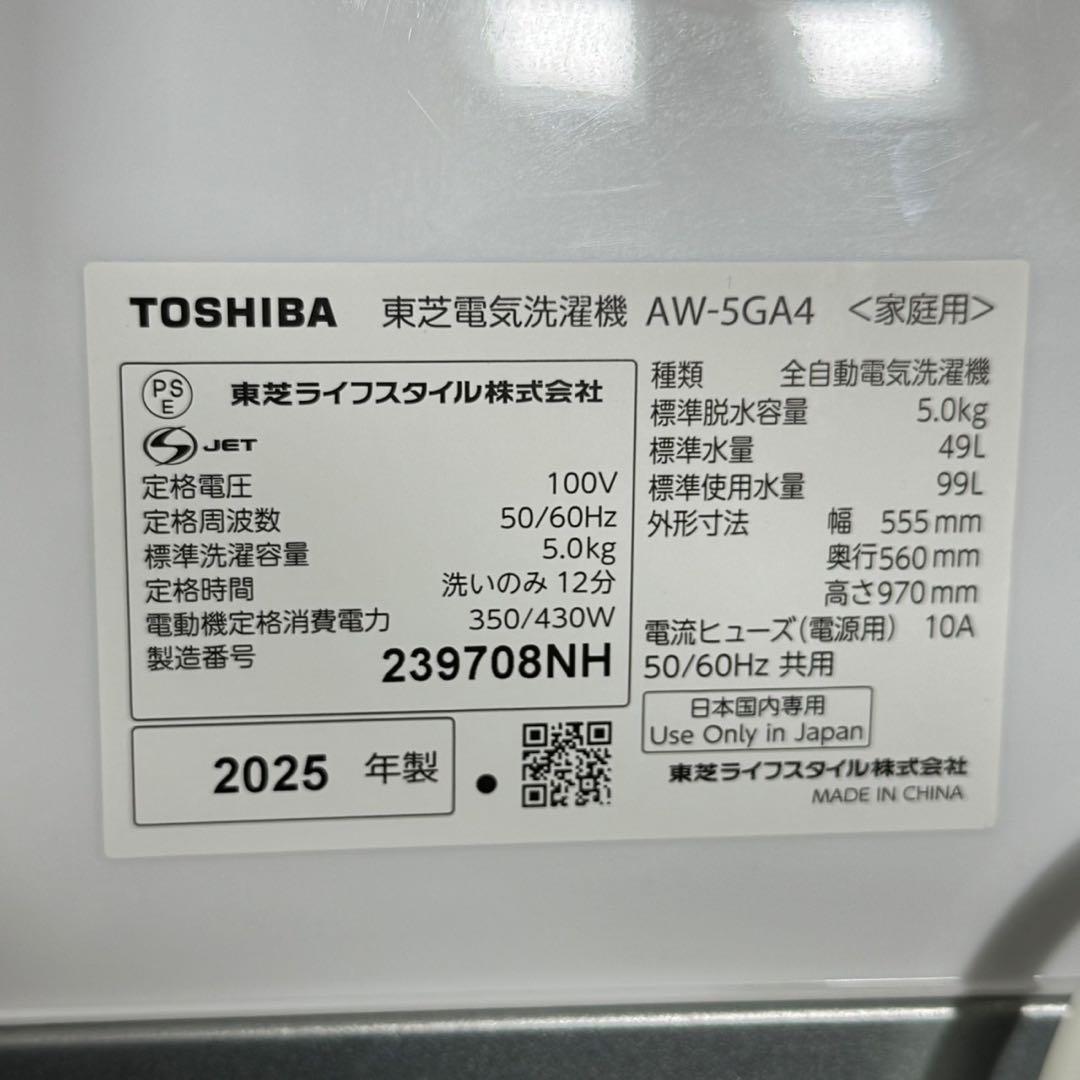 TOSHIBA 東芝電気洗濯機 AW-5GA4 <家庭用>
PS E 東芝ライフスタイル株式会社
S JET
定格電圧 100V
定格周波数 50/60Hz
標準洗濯容量 5.0kg
定格時間 洗いのみ 12分
電動機定格消費電力 350/430W
製造番号 239708NH
2025 年製
種類 全自動電気洗濯機
標準脱水容量 5.0kg
標準水量 49L
標準使用水量 99L
外形寸法 幅 555mm
奥行560mm
高さ970mm
電流ヒューズ(電源用) 10A
50/60Hz 共用
日本国内専用
Use Only in Japan
東芝ライフスタイル株式会社
MADE IN CHINA